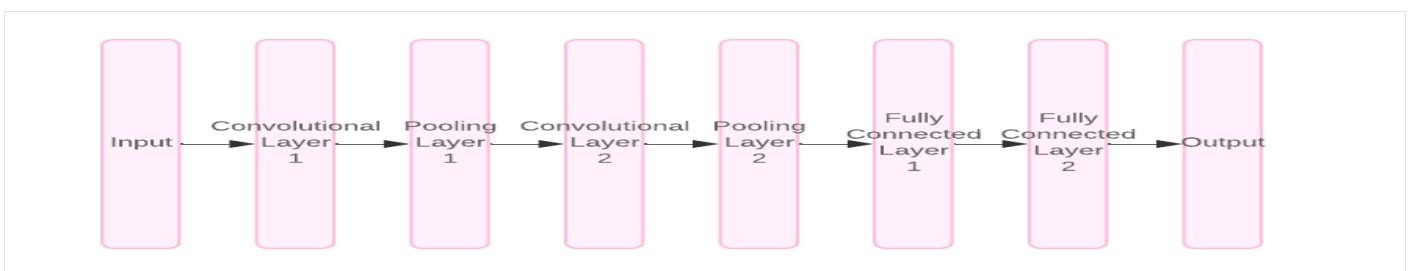 Input
Convolutional
Layer
1
Pooling
Layer
1
Convolutional
Layer
2
Pooling
Layer
2
Fully
Connected
Layer
1
Fully
Connected
Layer
2
Output